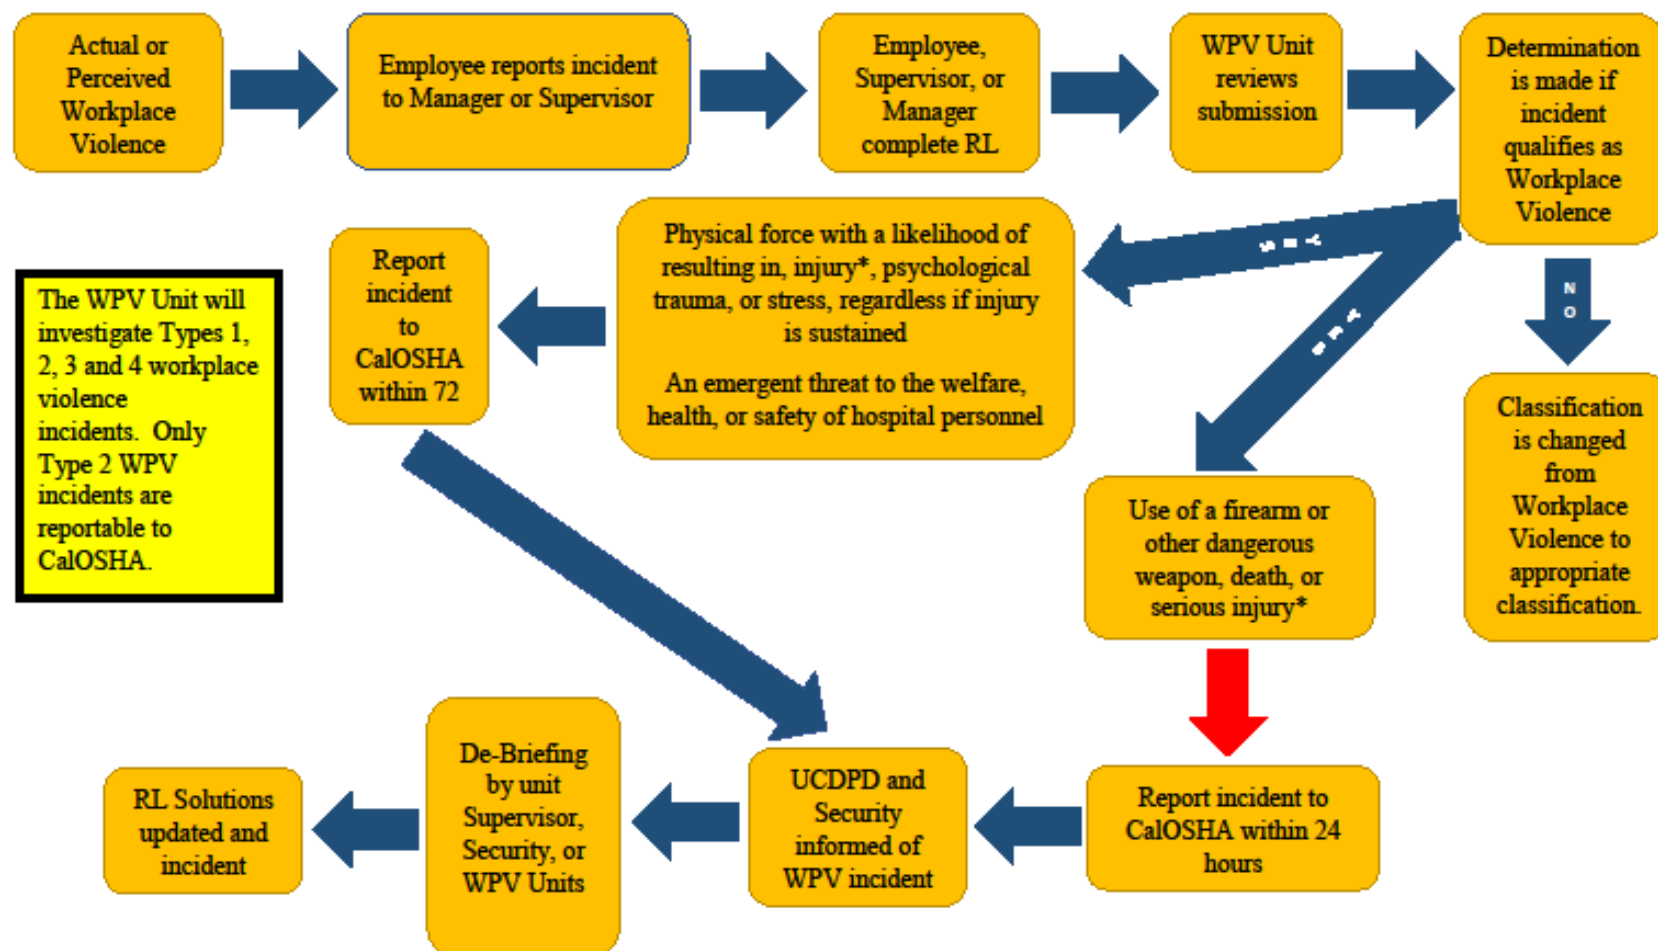 Actual or
Perceived
Workplace
Violence
Employee reports incident
to Manager or Supervisor
Employee,
Supervisor, or
Manager
complete RL
WPV Unit
reviews
submission
Determination
is made if
incident
qualifies as
Workplace
Violence
YES
YES
NO
Physical force with a likelihood of
resulting in, injury*, psychological
trauma, or stress, regardless if injury
is sustained
An emergent threat to the welfare,
health, or safety of hospital personnel
Report
incident
to
CalOSHA
within 72
The WPV Unit will
investigate Types 1,
2, 3 and 4 workplace
violence
incidents. Only
Type 2 WPV
incidents are
reportable to
CalOSHA.
Classification
is changed
from
Workplace
Violence to
appropriate
classification.
Use of a firearm or
other dangerous
weapon, death, or
serious injury*
Report incident to
CalOSHA within 24
hours
UCDPD and
Security
informed of
WPV incident
De-Briefing
by unit
Supervisor,
Security, or
WPV Units
RL Solutions
updated and
incident